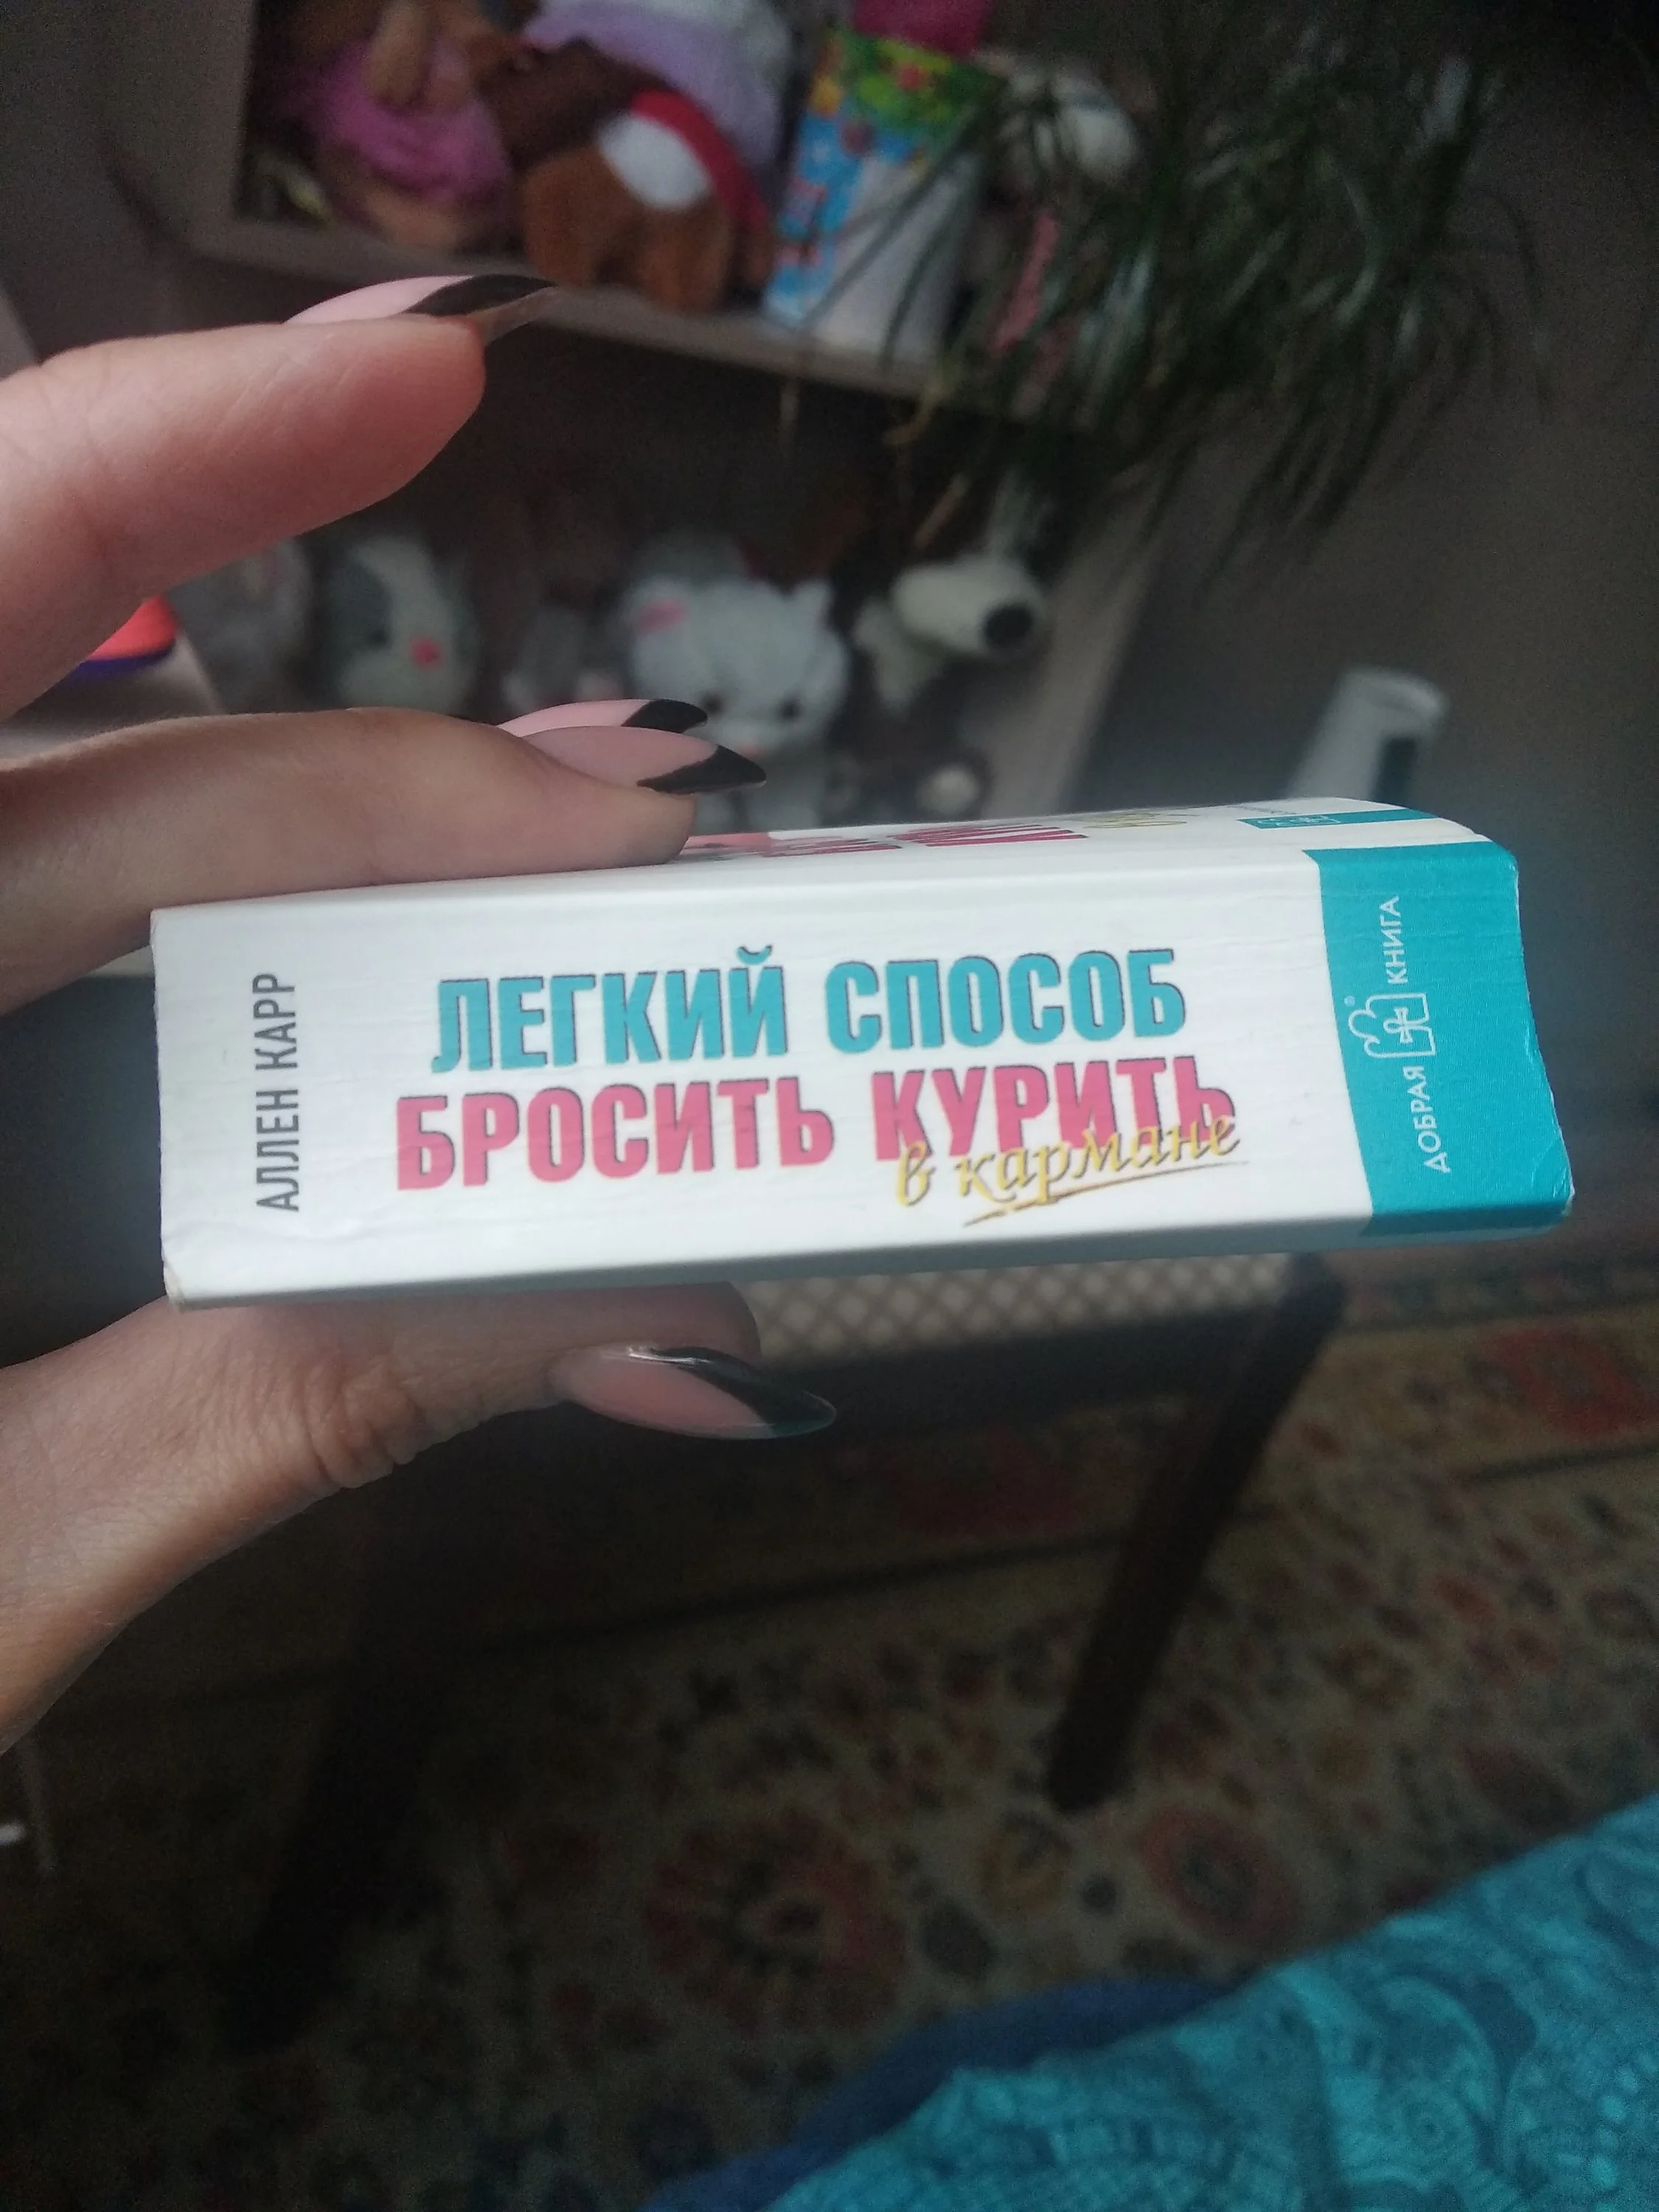 АЛЛЕН КАРР
ЛЕГКИЙ СПОСОБ
БРОСИТЬ КУРИТЬ
в кармане
ДОБРАЯ КНИГА